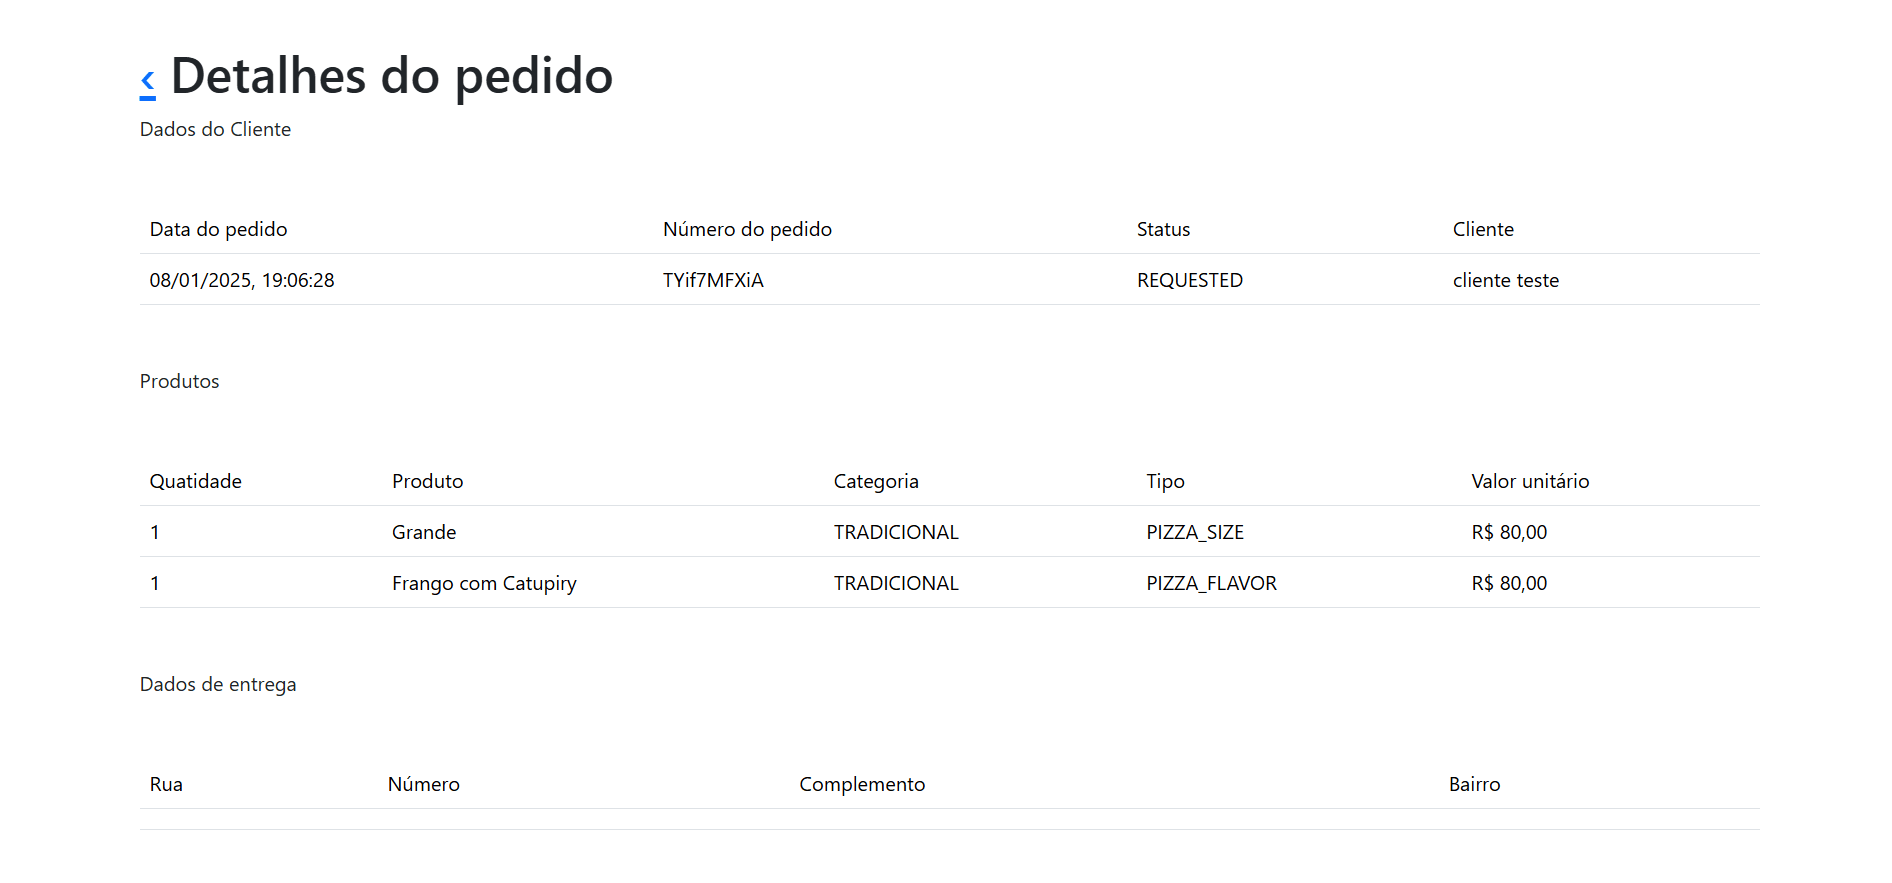 ‹ Detalhes do pedido
Dados do Cliente
Data do pedido Número do pedido Status Cliente
08/01/2025, 19:06:28 TYif7MFXiA REQUESTED cliente teste
Produtos
Quatidade Produto Categoria Tipo Valor unitário
1 Grande TRADICIONAL PIZZA_SIZE R$ 80,00
1 Frango com Catupiry TRADICIONAL PIZZA_FLAVOR R$ 80,00
Dados de entrega
Rua Número Complemento Bairro